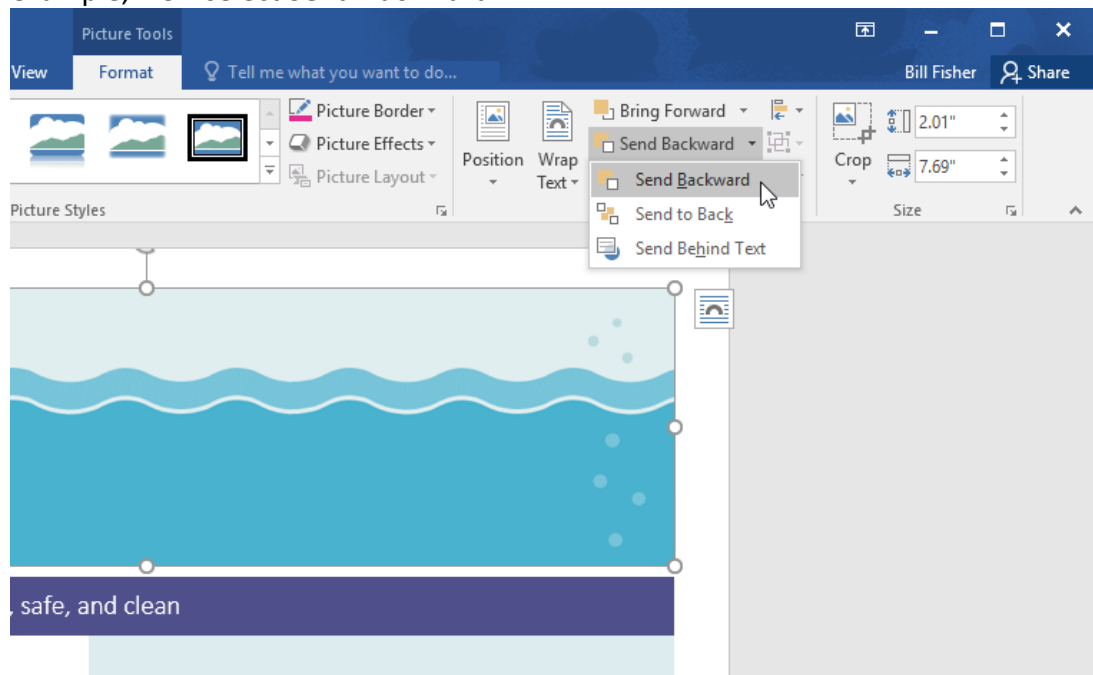 Picture Tools
View Format Tell me what you want to do... Bill Fisher Share
Picture Border
Picture Effects
Picture Layout
Position
Wrap
Text
Bring Forward
Send Backward
Send Backward
Send to Back
Send Behind Text
Crop
2.01"
7.69"
Picture Styles
Size
, safe, and clean